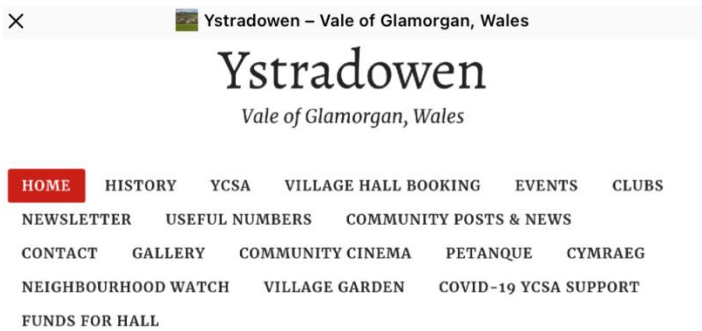 Ystradowen – Vale of Glamorgan, Wales
Ystradowen
Vale of Glamorgan, Wales
HOME HISTORY YCSA VILLAGE HALL BOOKING EVENTS CLUBS
NEWSLETTER USEFUL NUMBERS COMMUNITY POSTS & NEWS
CONTACT GALLERY COMMUNITY CINEMA PETANQUE CYMRAEG
NEIGHBOURHOOD WATCH VILLAGE GARDEN COVID-19 YCSA SUPPORT
FUNDS FOR HALL